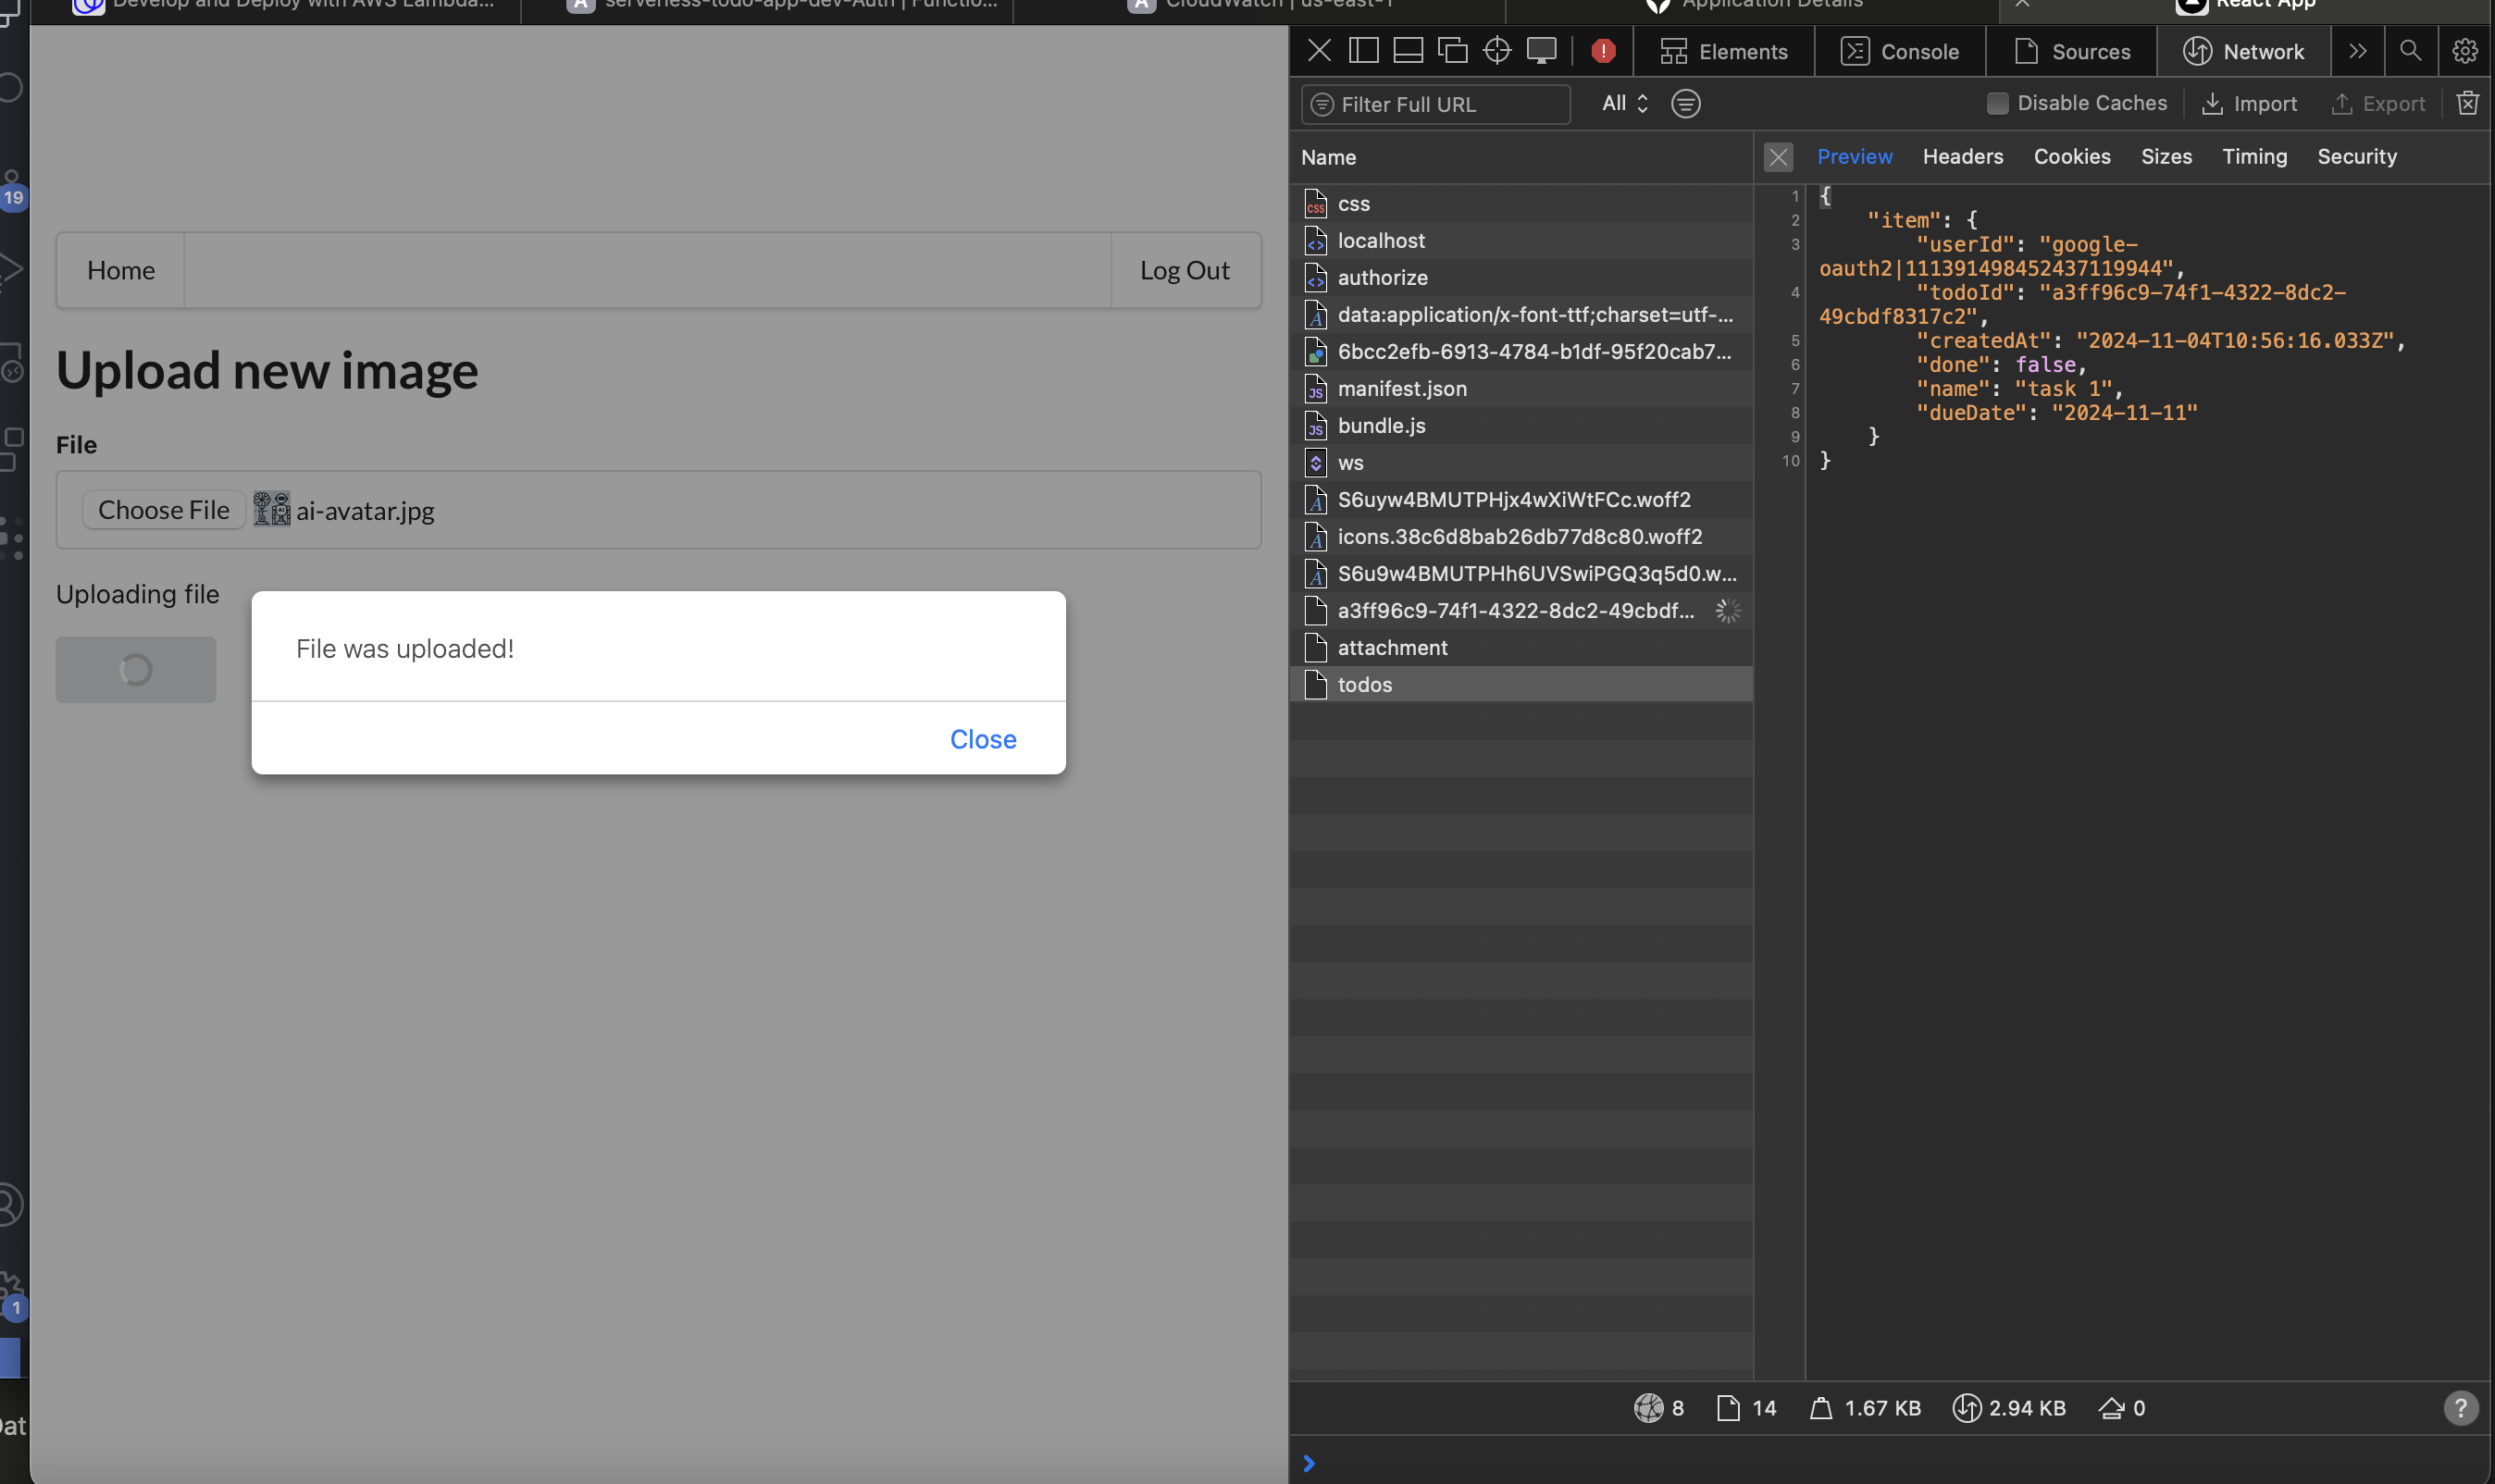 Develop and Deploy with AWS Lambda...
serverless-todo-app-dev-Auth | Functio...
CloudWatch | us-east-1
Application Details
React App
Elements
Console
Sources
Network
Filter Full URL
All
Disable Caches
Import
Export
Name
Preview
Headers
Cookies
Sizes
Timing
Security
19
Home
Log Out
Upload new image
File
Choose File
ai-avatar.jpg
Uploading file
File was uploaded!
Close
1
css
localhost
authorize
data:application/x-font-ttf;charset=utf-...
6bcc2efb-6913-4784-b1df-95f20cab7...
manifest.json
bundle.js
ws
S6uyw4BMUTPHjx4wXiWtFCc.woff2
icons.38c6d8bab26db77d8c80.woff2
S6u9w4BMUTPHh6UVSwiPGQ3q5d0.w...
a3ff96c9-74f1-4322-8dc2-49cbdf...
attachment
todos
1 {
2 "item": {
3 "userId": "google-
oauth2|111391498452437119944",
4 "todoId": "a3ff96c9-74f1-4322-8dc2-
49cbdf8317c2",
5 "createdAt": "2024-11-04T10:56:16.033Z",
6 "done": false,
7 "name": "task 1",
8 "dueDate": "2024-11-11"
9 }
10 }
8
14
1.67 KB
2.94 KB
0
?